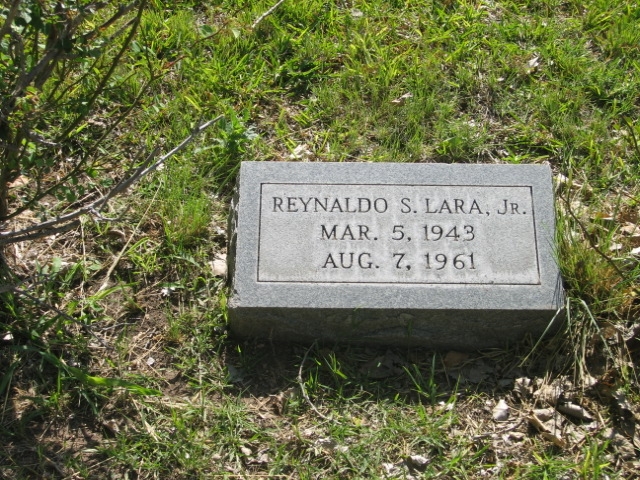 REYNALDO S. LARA, JR.
MAR. 5, 1943
AUG. 7, 1961